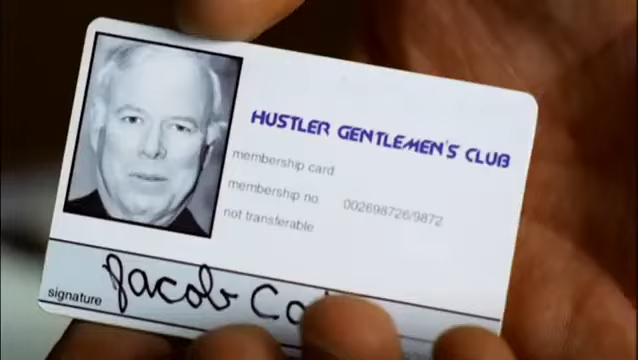 HUSTLER GENTLEMEN'S CLUB
membership card
membership no. 002698726/9872
not transferable
signature Jacob